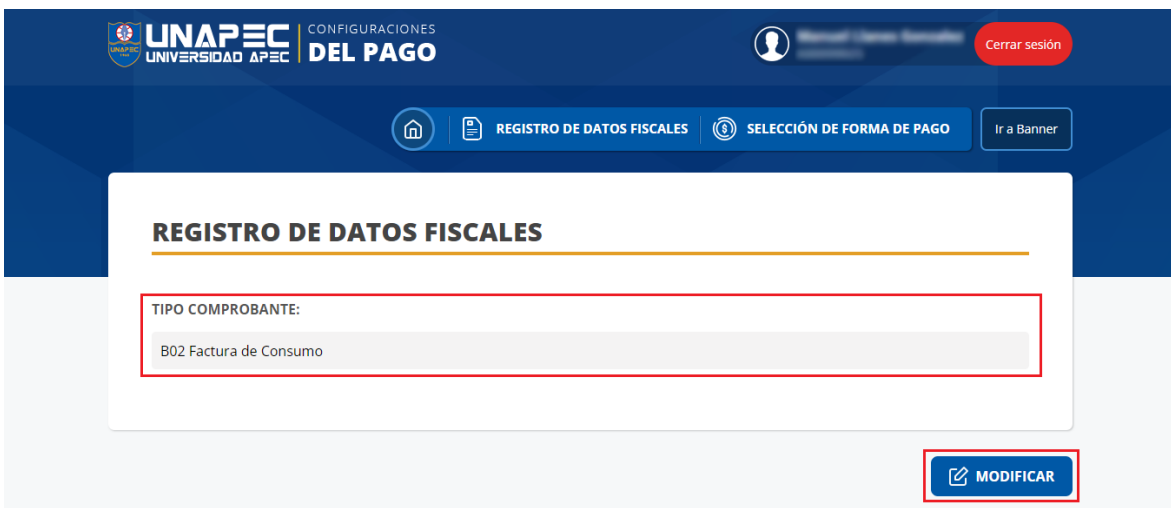 UNAPEC
UNIVERSIDAD APEC
CONFIGURACIONES
DEL PAGO
Cerrar sesión
REGISTRO DE DATOS FISCALES
SELECCIÓN DE FORMA DE PAGO
Ir a Banner
REGISTRO DE DATOS FISCALES
TIPO COMPROBANTE:
B02 Factura de Consumo
MODIFICAR